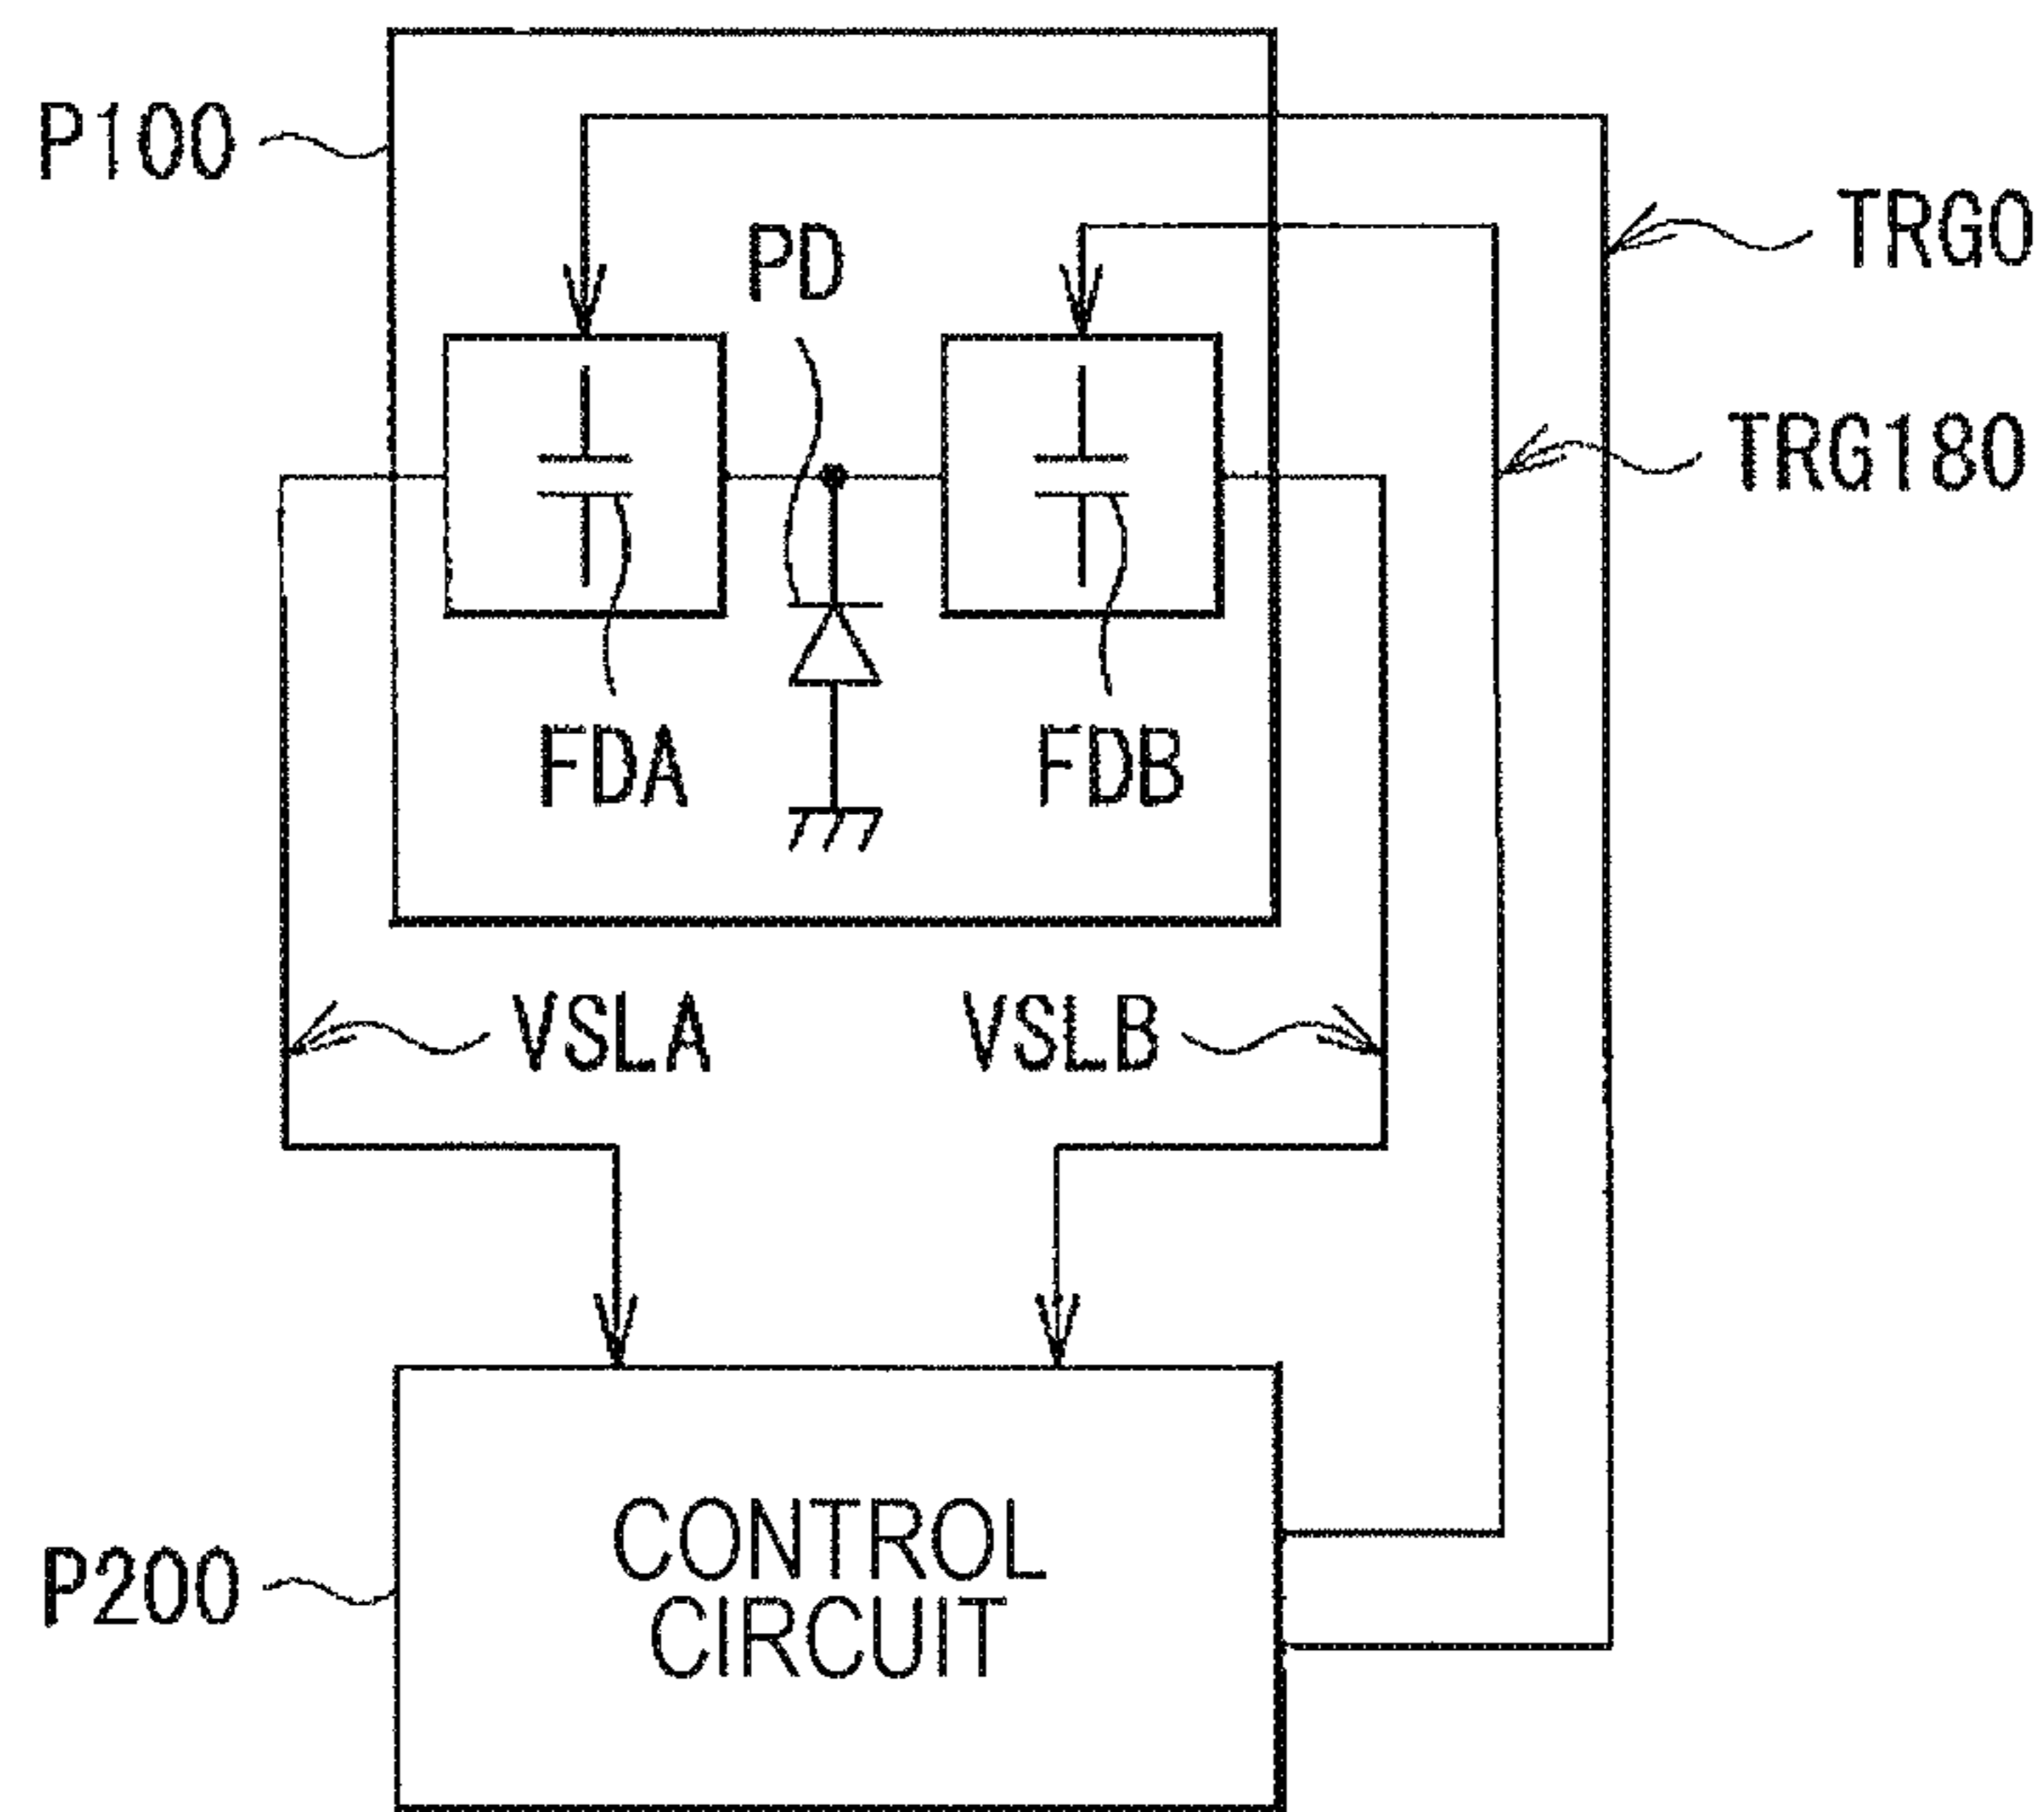 P100
TRG0
PD
TRG180
FDA
FDB
VSLA
VSLB
P200
CONTROL
CIRCUIT